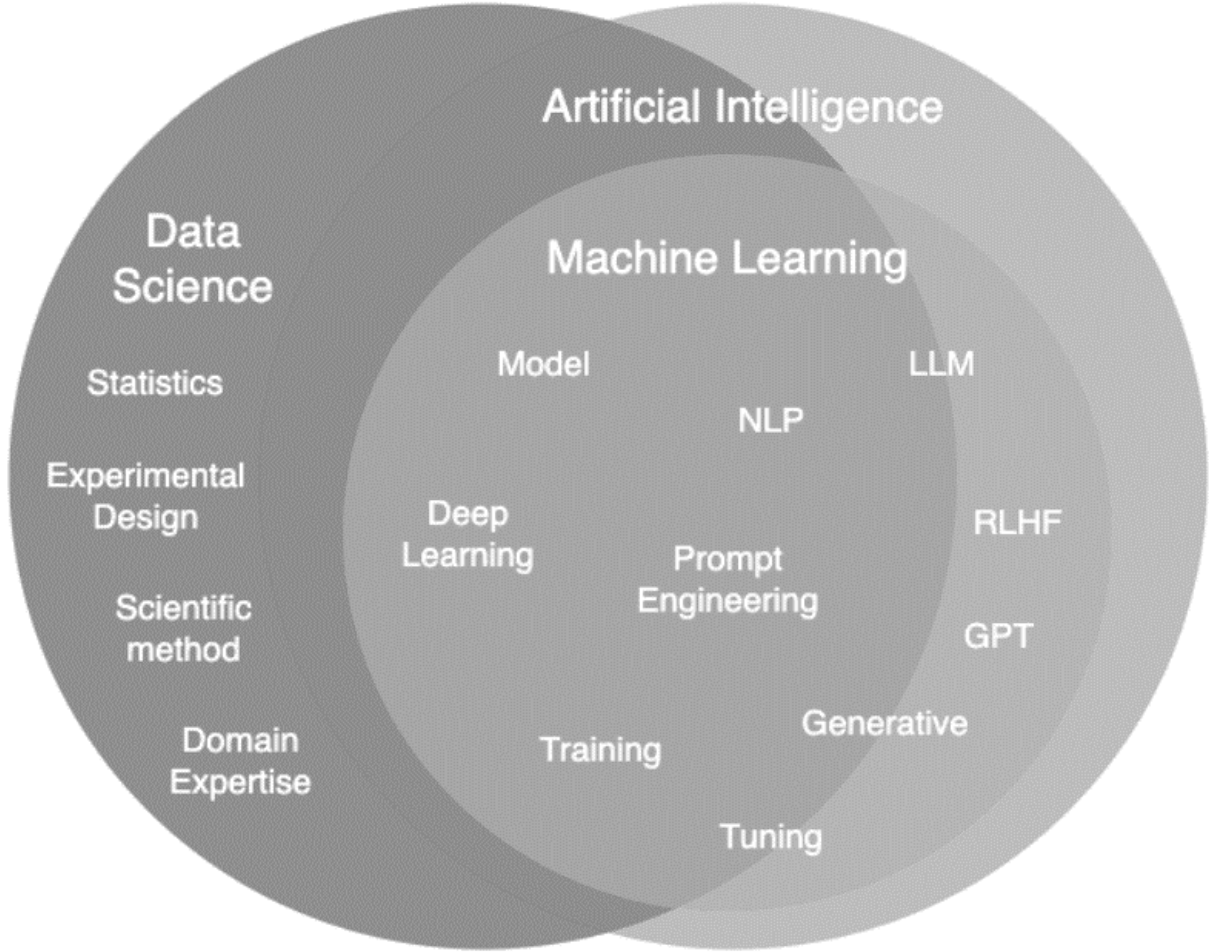 Artificial Intelligence
Data
Science
Machine Learning
Statistics
Model
LLM
NLP
Experimental
Design
Deep
Learning
Prompt
Engineering
RLHF
Scientific
method
GPT
Domain
Expertise
Training
Generative
Tuning